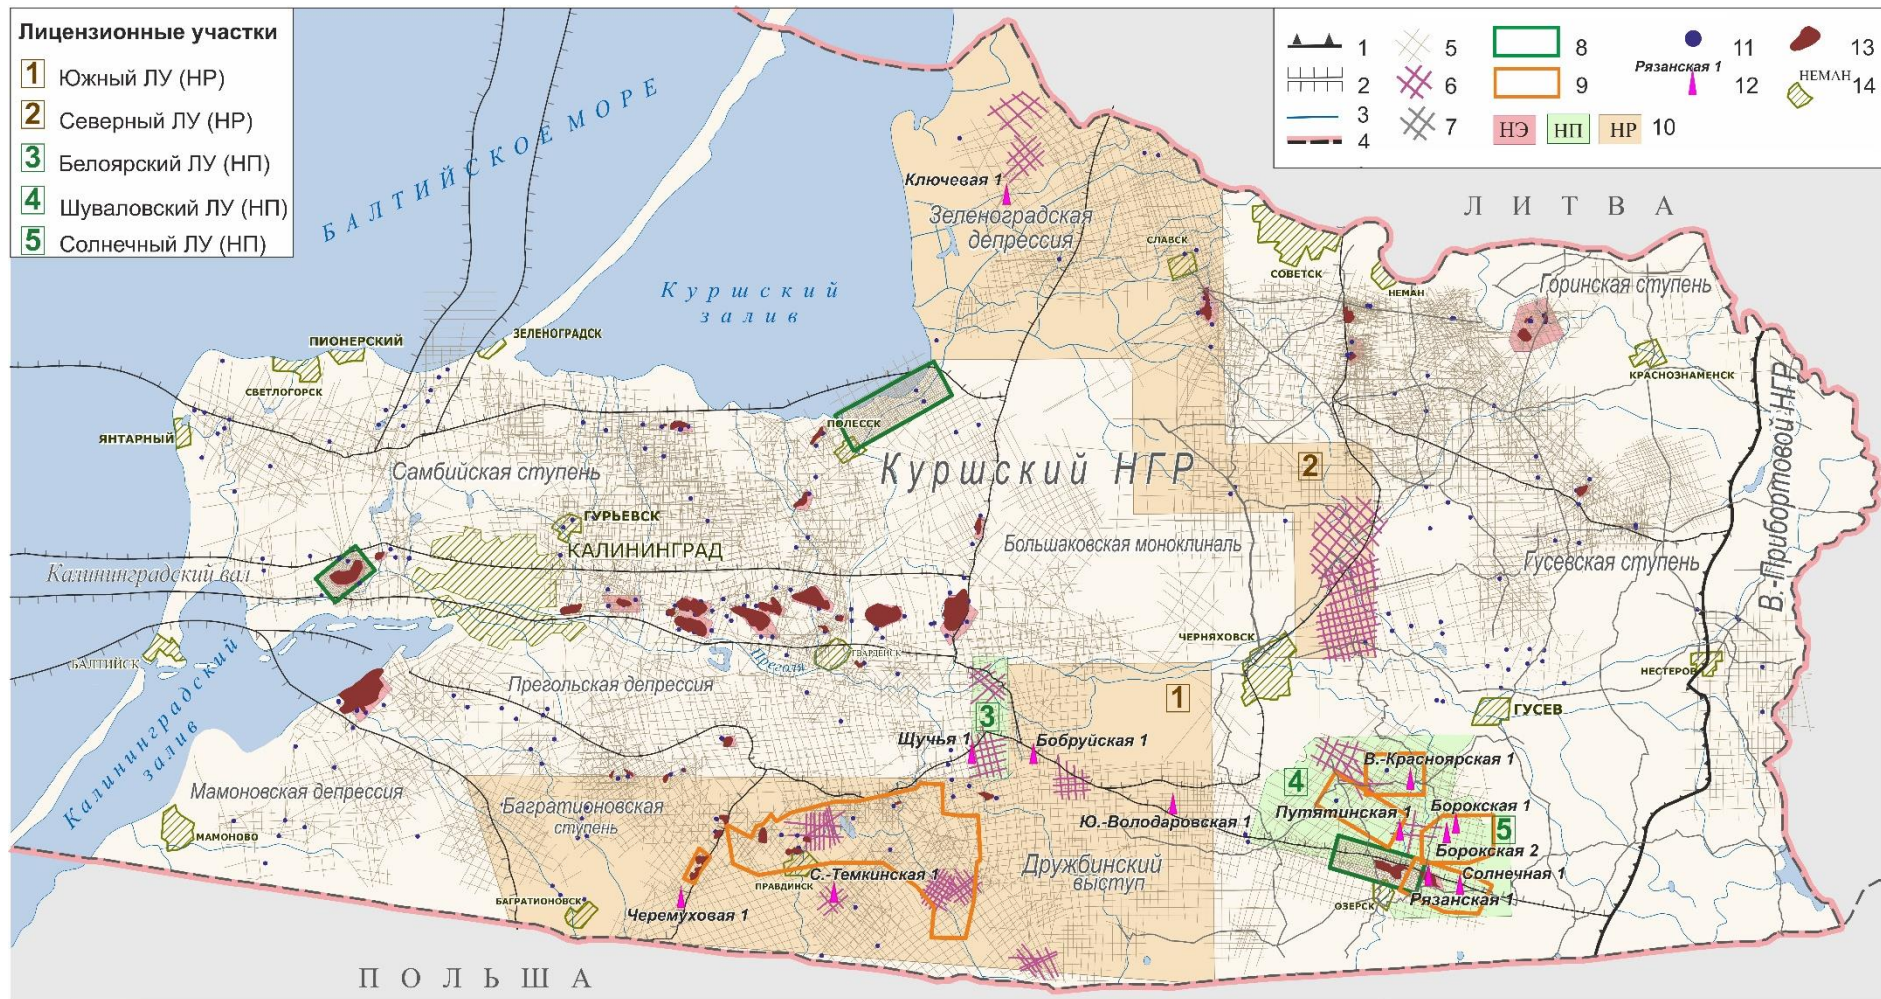 Лицензионные участки
1 Южный ЛУ (НР)
2 Северный ЛУ (НР)
3 Белоярский ЛУ (НП)
4 Шуваловский ЛУ (НП)
5 Солнечный ЛУ (НП)
1
2
3
4
5
6
7
8
9
НЭ НП НР 10
11
Рязанская 1
12
13
НЕМАН
14
БАЛТИЙСКОЕ МОРЕ
Куршский
залив
ЛИТВА
Ключевая 1
Зеленоградская
депрессия
СЛАВСК
СОВЕТСК
НЕМАН
Горинская ступень
КРАСНОЗНАМЕНСК
В.-Прибортовой НГР
ПИОНЕРСКИЙ
ЗЕЛЕНОГРАДСК
СВЕТЛОГОРСК
ЯНТАРНЫЙ
ПОЛЕССК
Самбийская ступень
Куршский НГР
2
ГУРЬЕВСК
КАЛИНИНГРАД
Большаковская моноклиналь
Гусевская ступень
Калининградский вал
ЧЕРНЯХОВСК
БАЛТИЙСК
Преголя
ГВАРДЕЙСК
НЕСТЕРОВ
Калининградский
залив
Прегольская депрессия
1
3
ГУСЕВ
Щучья 1
Бобруйская 1
В.-Красноярская 1
4
Мамоновская депрессия
Багратионовская
ступень
Ю.-Володаровская 1
Путятинская 1
Борокская 1
5
МАМОНОВО
Борокская 2
Дружбинский
выступ
С.-Темкинская 1
ПРАВДИНСК
Солнечная 1
Рязанская 1
ОЗЕРСК
БАГРАТИОНОВСК
Черемуховая 1
ПОЛЬША